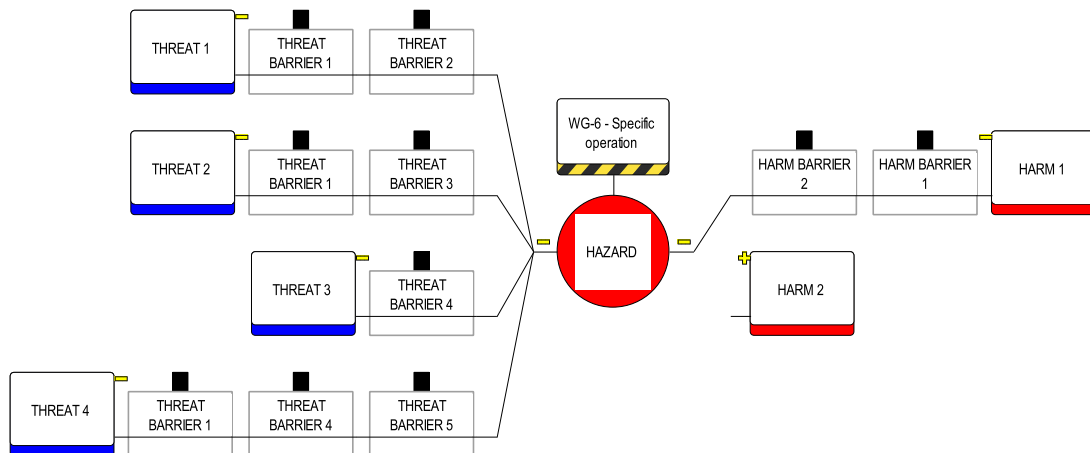 THREAT 1
THREAT
BARRIER 1
THREAT
BARRIER 2
WG-6 - Specific
operation
THREAT 2
THREAT
BARRIER 1
THREAT
BARRIER 3
HARM BARRIER
2
HARM BARRIER
1
HARM 1
HAZARD
THREAT 3
THREAT
BARRIER 4
HARM 2
THREAT 4
THREAT
BARRIER 1
THREAT
BARRIER 4
THREAT
BARRIER 5